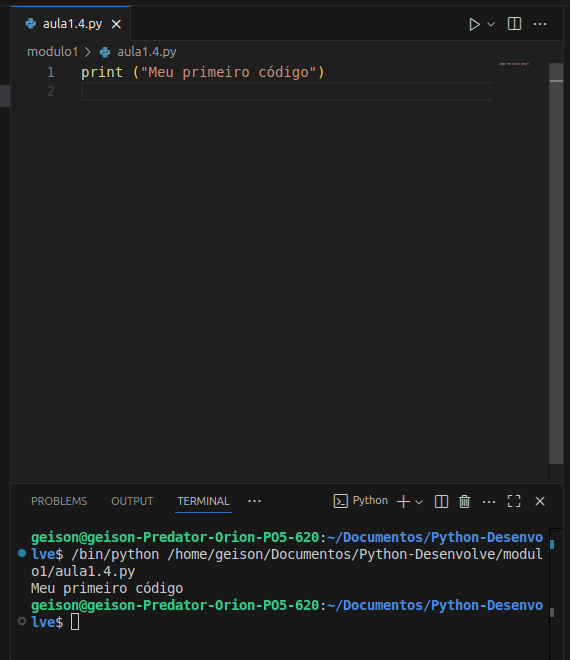 aula1.4.py
modulo1 > aula1.4.py
1 print ("Meu primeiro código")
2
PROBLEMS OUTPUT TERMINAL ... Python
geison@geison-Predator-Orion-PO5-620:~/Documentos/Python-Desenvo
lve$ /bin/python /home/geison/Documentos/Python-Desenvolve/modul
o1/aula1.4.py
Meu primeiro código
geison@geison-Predator-Orion-PO5-620:~/Documentos/Python-Desenvo
lve$